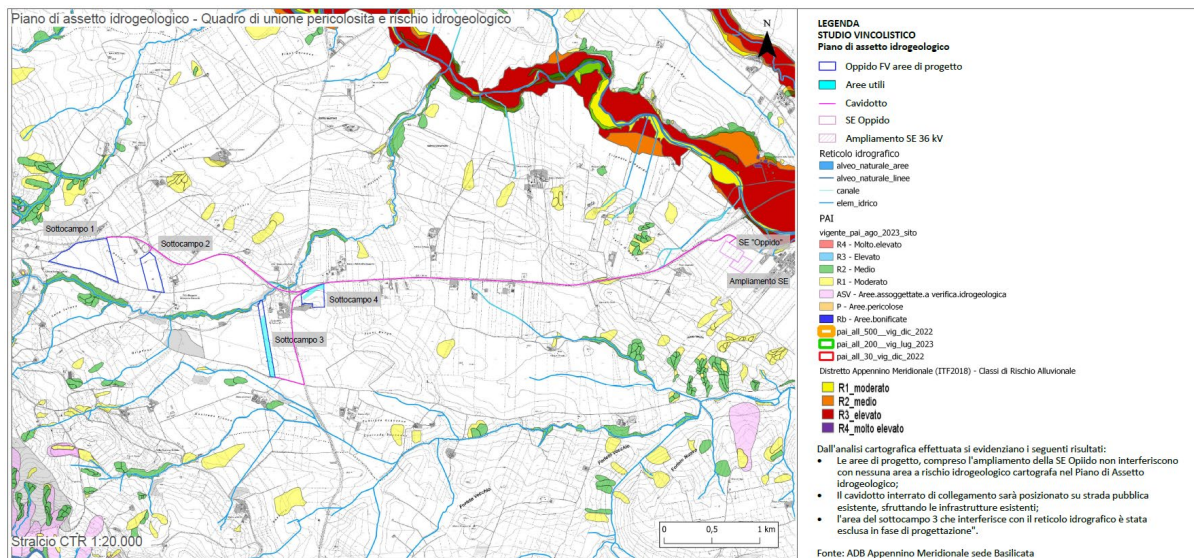 Piano di assetto idrogeologico - Quadro di unione pericolosita e rischio idrogeologico
N
Sottocampo 1
Sottocampo 2
SE "Oppido"
Ampliamento SE
Sottocampo 4
Sottocampo 3
0 0,5 1 km
Stralcio CTR 1:20.000
LEGENDA
STUDIO VINCOLISTICO
Piano di assetto idrogeologico
Oppido FV aree di progetto
Aree utili
Cavidotto
SE Oppido
Ampliamento SE 36 kV
Reticolo idrografico
alveo_naturale_aree
alveo_naturale_linee
canale
elem_idrico
PAI
vigente_pai_ago_2023_sito
R4 - Molto.elevato
R3 - Elevato
R2 - Medio
R1 - Moderato
ASV - Aree.assoggettate.a verifica.idrogeologica
P - Aree.pericolose
Rb - Aree.bonificate
pai_all_500__vig_dic_2022
pai_all_200__vig_lug_2023
pai_all_30_vig_dic_2022
Distretto Appennino Meridionale (ITF2018) - Classi di Rischio Alluvionale
R1_moderato
R2_medio
R3_elevato
R4_molto elevato
Dall'analisi cartografica effettuata si evidenziano i seguenti risultati:
• Le aree di progetto, compreso l'ampliamento della SE Opiido non interferiscono
con nessuna area a rischio idrogeologico cartografa nel Piano di Assetto
idrogeologico;
• Il cavidotto interrato di collegamento sarà posizionato su strada pubblica
esistente, sfruttando le infrastrutture esistenti;
• l'area del sottocampo 3 che interferisce con il reticolo idrografico è stata
esclusa in fase di progettazione".
Fonte: ADB Appennino Meridionale sede Basilicata